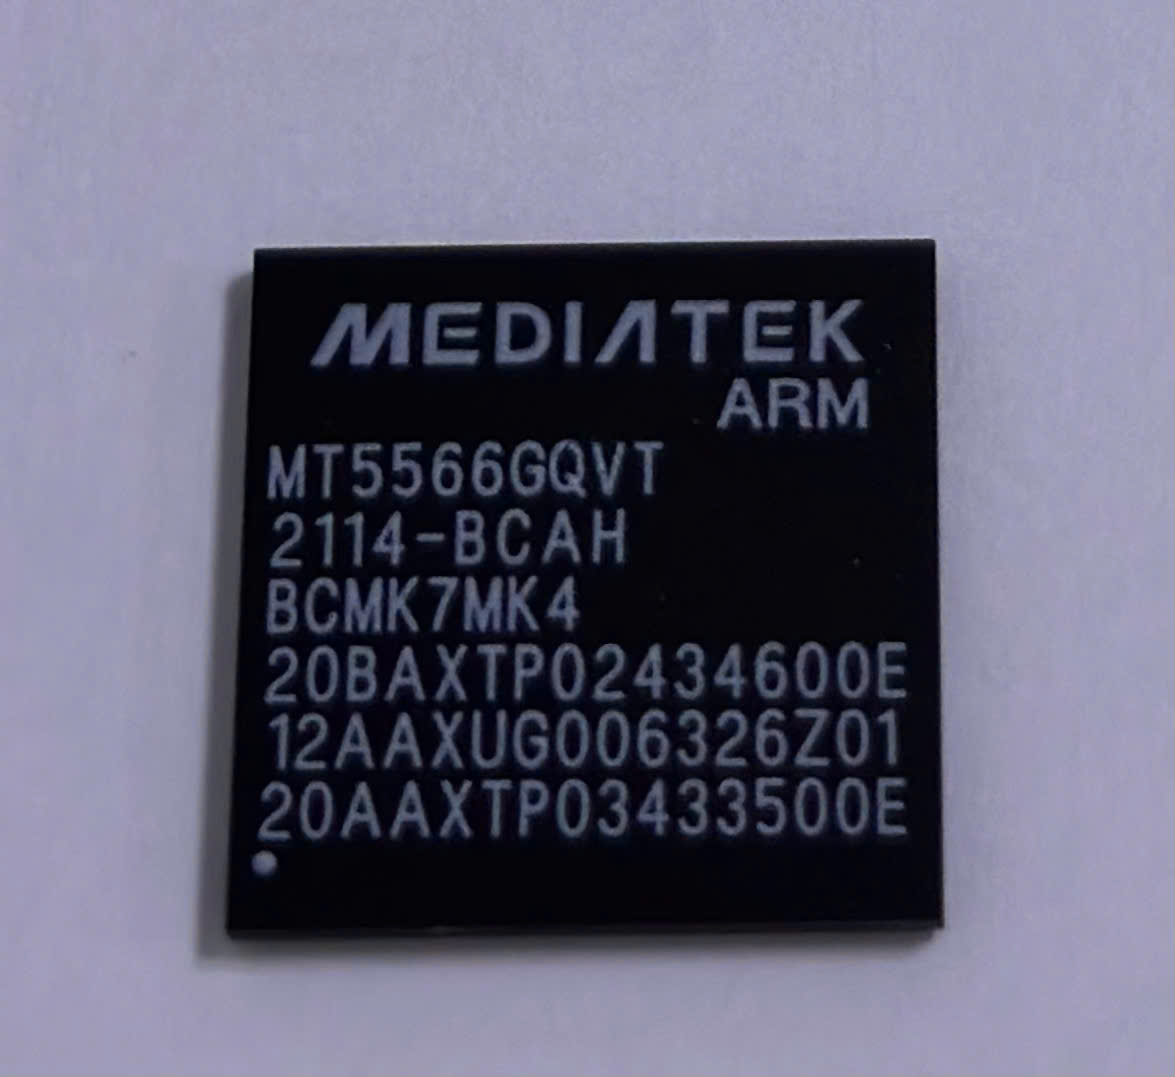 MEDIATEK
ARM
MT5566GQVT
2114-BCAH
BCMK7MK4
20BAXTP02434600E
12AAXUG006326Z01
20AAXTP03433500E